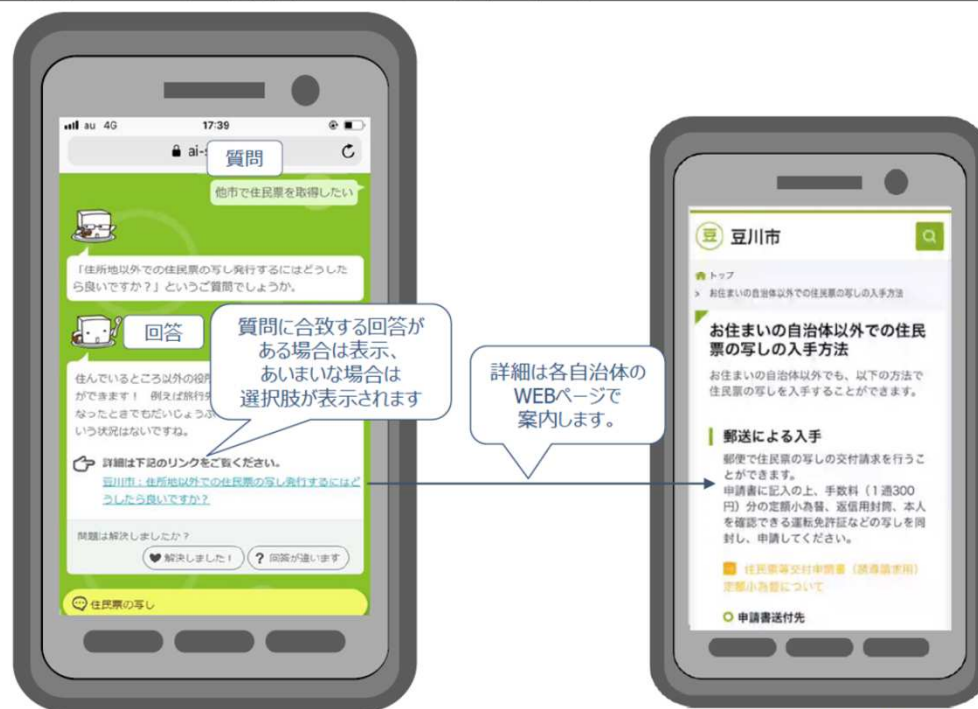 au 4G 17:39
ai-
質問
他市で住民票を取得したい
「住所地以外での住民票の写し発行するにはどうした
ら良いですか？」というご質問でしょうか。
回答
質問に合致する回答が
ある場合は表示、
あいまいな場合は
選択肢が表示されます
住んでいるところ以外の役所
ができます！ 例えば旅行先
なったときでもだいじょうぶ
いう状況はないですね。
詳細は下記のリンクをご覧ください。
豆川市：住所地以外での住民票の写し発行するにはど
うしたら良いですか？
問題は解決しましたか？
解決しました！
? 回答が違います
住民票の写し
詳細は各自治体の
WEBページで
案内します。
豆 豆川市
トップ
> お住まいの自治体以外での住民票の写しの入手方法
お住まいの自治体以外での住民
票の写しの入手方法
お住まいの自治体以外でも、以下の方法で
住民票の写しを入手することができます。
郵送による入手
郵便で住民票の写しの交付請求を行うこ
とができます。
申請書に記入の上、手数料（1通300
円）分の定額小為替、返信用封筒、本人
を確認できる運転免許証などの写しを同
封し、申請してください。
住民票等交付申請書（郵送請求用）
定額小為替について
申請書送付先